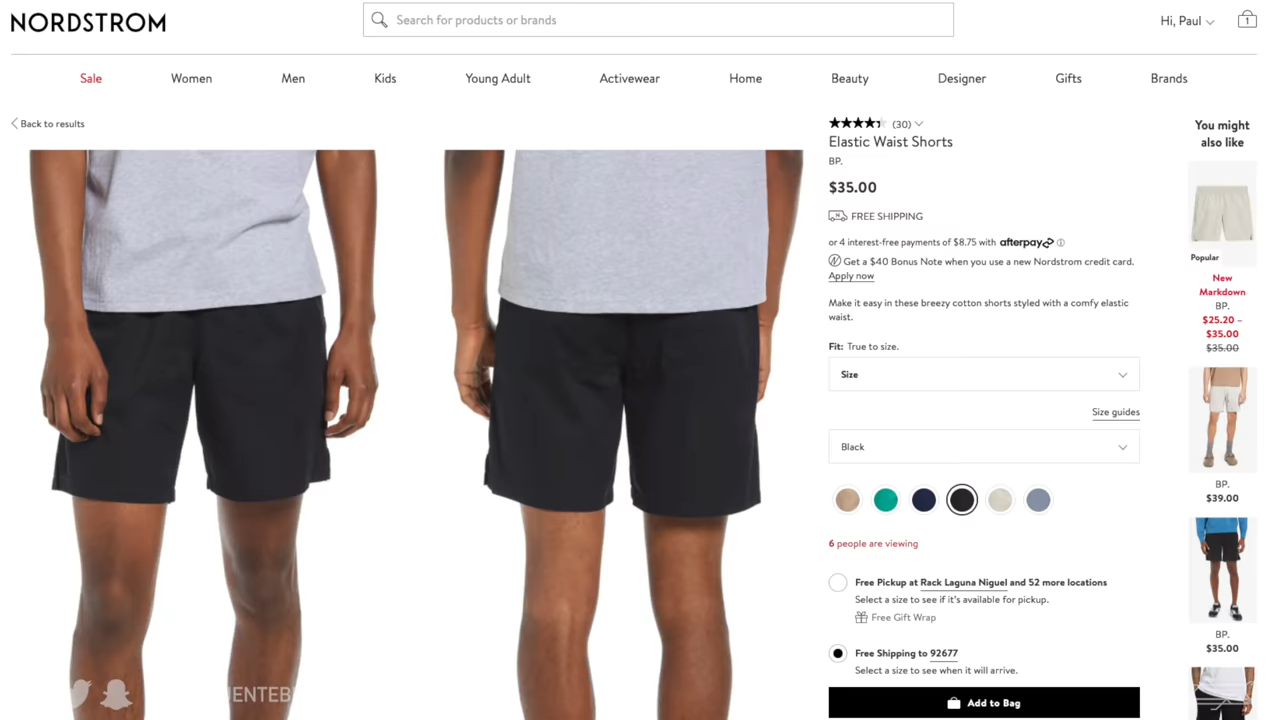 NORDSTROM
Search for products or brands
Hi, Paul
1
Sale
Women
Men
Kids
Young Adult
Activewear
Home
Beauty
Designer
Gifts
Brands
Back to results
(30)
Elastic Waist Shorts
BP.
$35.00
FREE SHIPPING
or 4 interest-free payments of $8.75 with afterpay
Get a $40 Bonus Note when you use a new Nordstrom credit card.
Apply now
Make it easy in these breezy cotton shorts styled with a comfy elastic
waist.
Fit: True to size.
Size
Size guides
Black
6 people are viewing
Free Pickup at Rack Laguna Niguel and 52 more locations
Select a size to see if it's available for pickup.
Free Gift Wrap
Free Shipping to 92677
Select a size to see when it will arrive.
Add to Bag
You might
also like
Popular
New
Markdown
BP.
$25.20 –
$35.00
$35.00
BP.
$39.00
BP.
$35.00